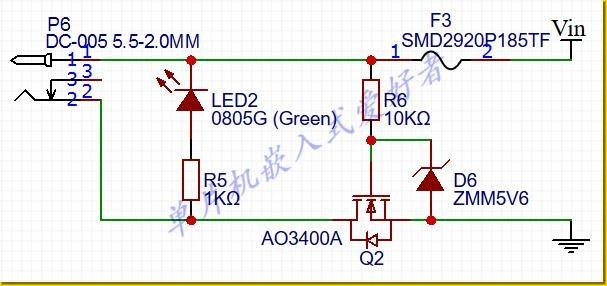 P6
DC-005 5.5-2.0MM
1
1
3
3
2
2
LED2
0805G (Green)
R5
1KΩ
F3
SMD2920P185TF
1
2
Vin
R6
10KΩ
D6
ZMM5V6
AO3400A
Q2
单片机嵌入式爱好者